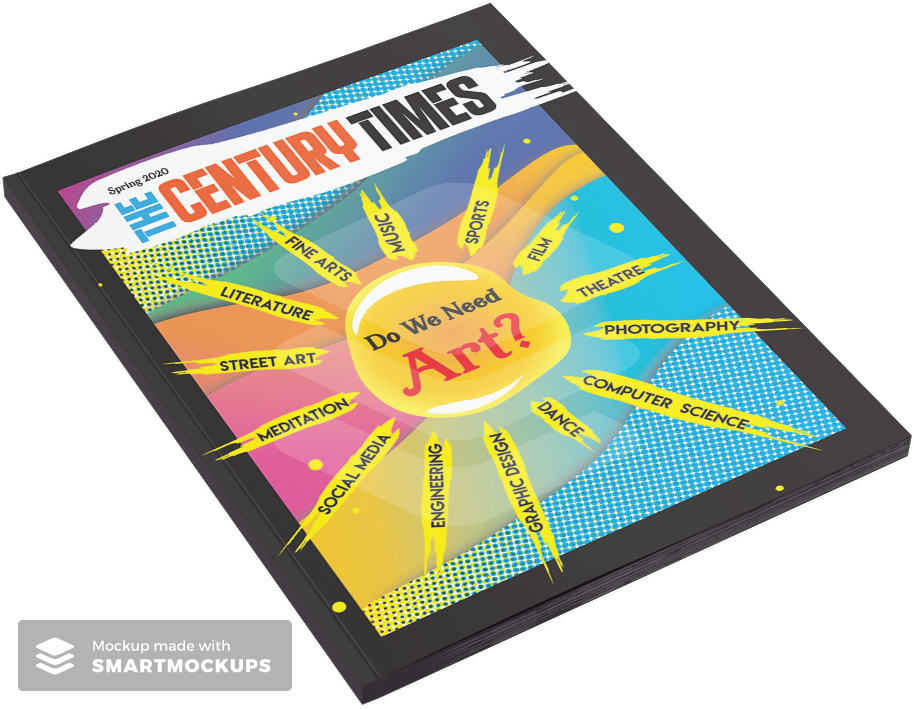 Spring 2020
THE CENTURY TIMES
Do We Need
Art?
MUSIC
SPORTS
FILM
THEATRE
PHOTOGRAPHY
COMPUTER SCIENCE
DANCE
GRAPHIC DESIGN
ENGINEERING
SOCIAL MEDIA
MEDITATION
STREET ART
LITERATURE
FINE ARTS
Mockup made with
SMARTMOCKUPS